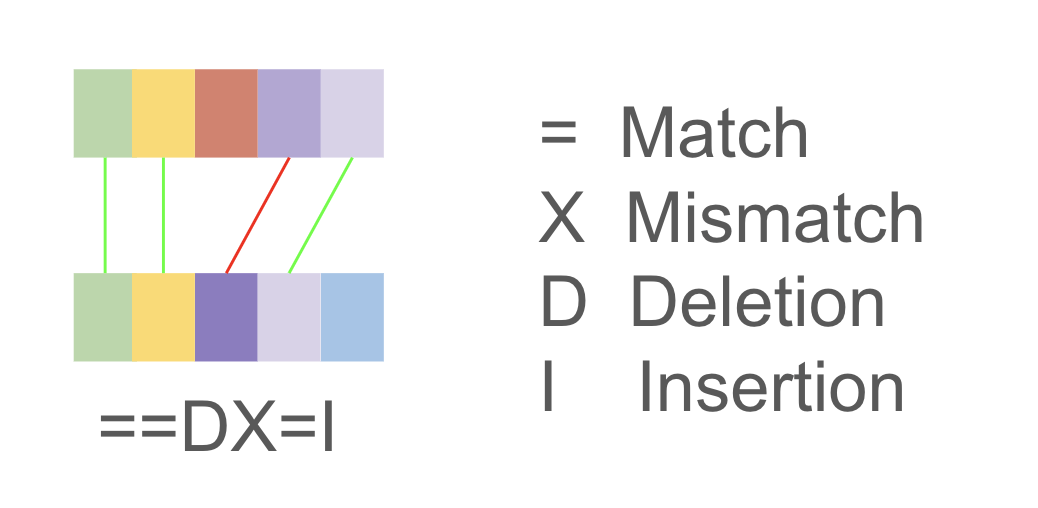 = Match
X Mismatch
D Deletion
I Insertion
==DX=I